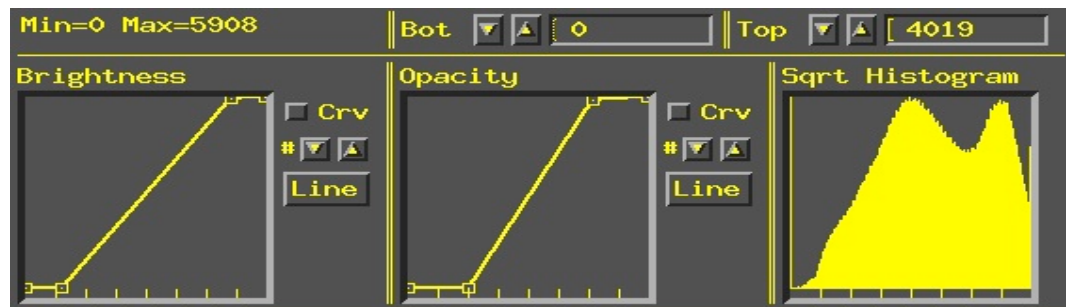 Min=0 Max=5908
Bot 0
Top 4019
Brightness
Crv
#
Line
Opacity
Crv
#
Line
Sqrt Histogram